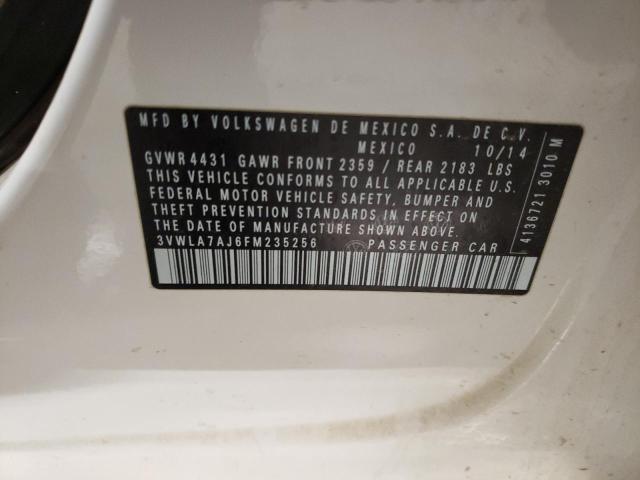 MFD BY VOLKSWAGEN DE MEXICO S.A. DE C.V.
MEXICO 10/14
GVWR 4431 GAWR FRONT 2359 / REAR 2183 LBS
THIS VEHICLE CONFORMS TO ALL APPLICABLE U.S.
FEDERAL MOTOR VEHICLE SAFETY, BUMPER AND
THEFT PREVENTION STANDARDS IN EFFECT ON
THE DATE OF MANUFACTURE SHOWN ABOVE.
3VWLA7AJ6FM235256 PASSENGER CAR
4136721 3010 M